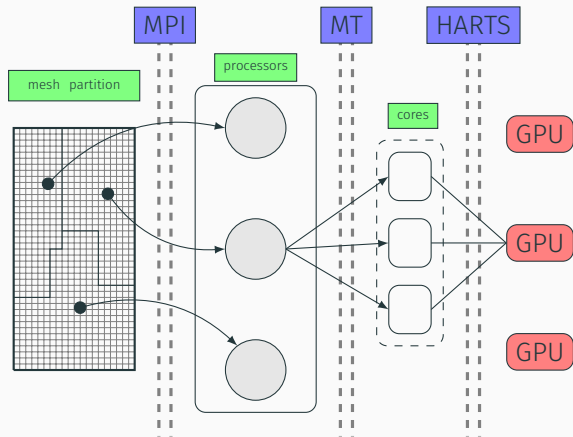 MPI
MT
HARTS
processors
mesh partition
cores
GPU
GPU
GPU